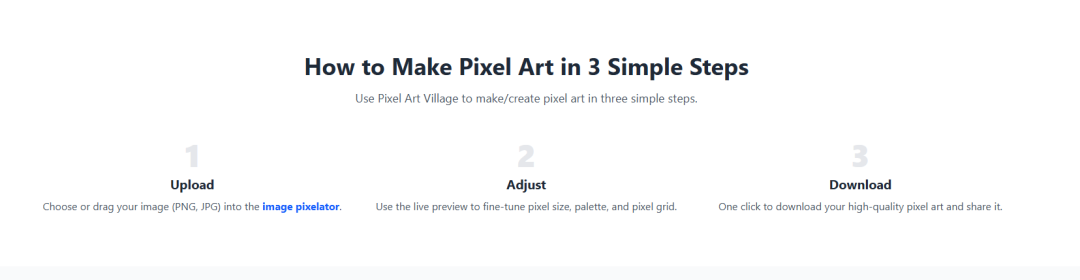 How to Make Pixel Art in 3 Simple Steps
Use Pixel Art Village to make/create pixel art in three simple steps.
1
Upload
Choose or drag your image (PNG, JPG) into the image pixelator.
2
Adjust
Use the live preview to fine-tune pixel size, palette, and pixel grid.
3
Download
One click to download your high-quality pixel art and share it.